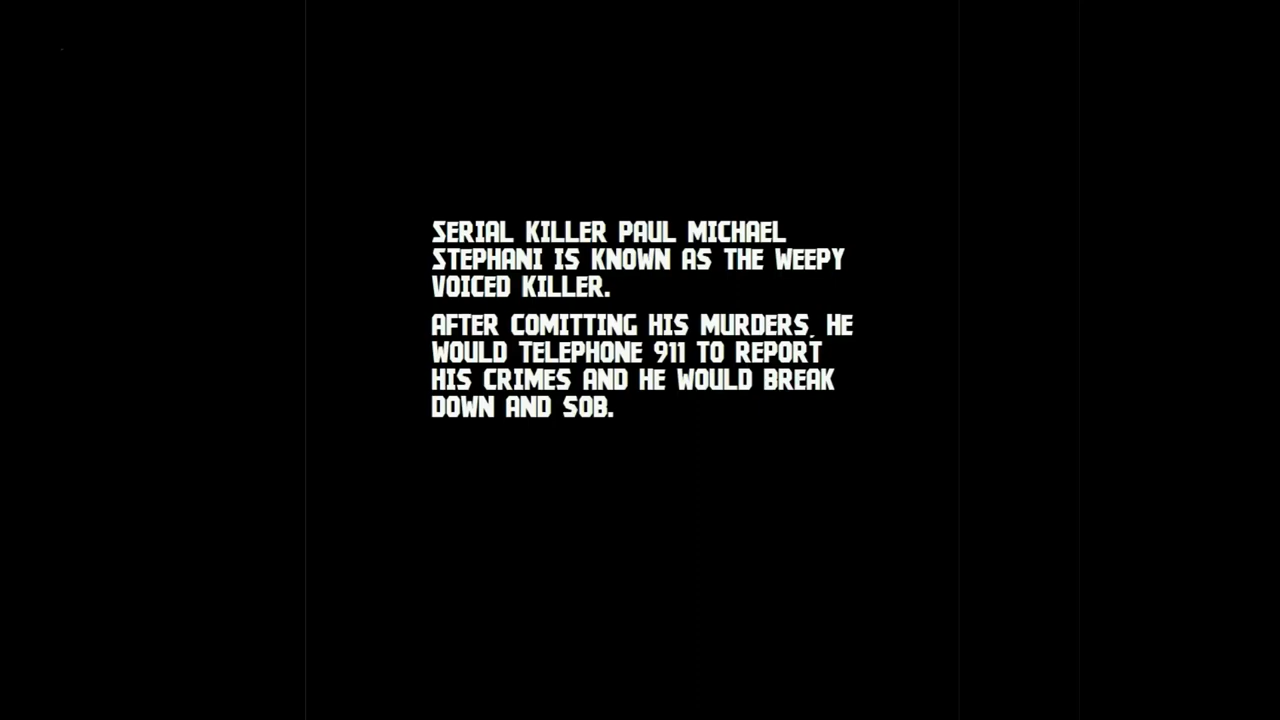 SERIAL KILLER PAUL MICHAEL
STEPHANI IS KNOWN AS THE WEEPY
VOICED KILLER.
AFTER COMITTING HIS MURDERS, HE
WOULD TELEPHONE 911 TO REPORT
HIS CRIMES AND HE WOULD BREAK
DOWN AND SOB.